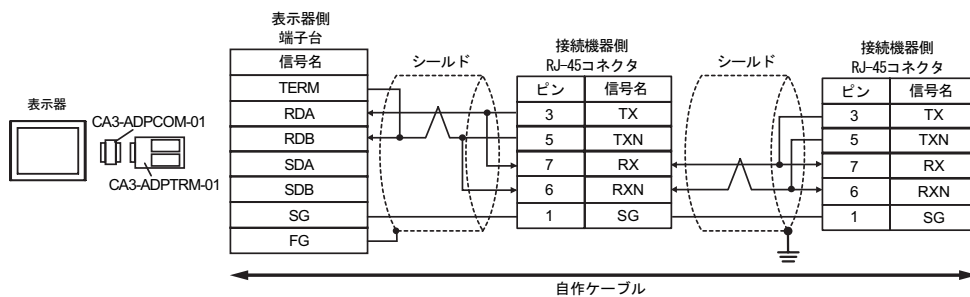 表示器
CA3-ADPCOM-01
CA3-ADPTRM-01
表示器側
端子台
信号名
TERM
RDA
RDB
SDA
SDB
SG
FG
シールド
接続機器側
RJ-45コネクタ
ピン 信号名
3 TX
5 TXN
7 RX
6 RXN
1 SG
シールド
接続機器側
RJ-45コネクタ
ピン 信号名
3 TX
5 TXN
7 RX
6 RXN
1 SG
自作ケーブル